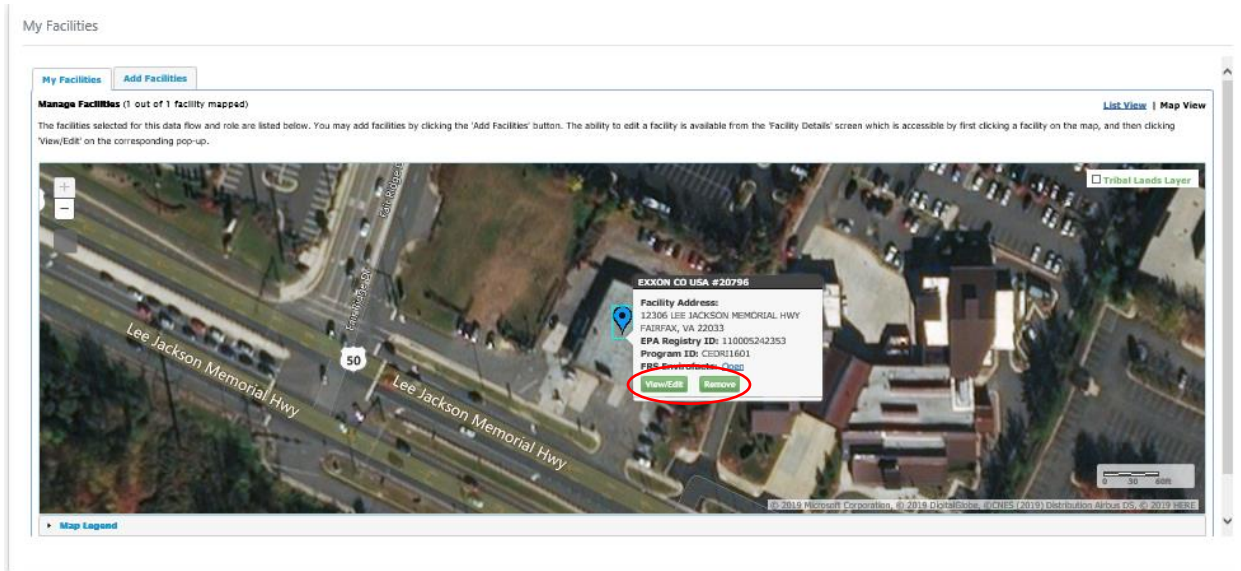 My Facilities
My Facilities
Add Facilities
Manage Facilities (1 out of 1 facility mapped)
List View | Map View
The facilities selected for this data flow and role are listed below. You may add facilities by clicking the 'Add Facilities' button. The ability to edit a facility is available from the 'Facility Details' screen which is accessible by first clicking a facility on the map, and then clicking
'View/Edit' on the corresponding pop-up.
+
−
Tribal Lands Layer
Fair Ridge D
Fair Ridge Dr
EXXON CO USA #20796
Facility Address:
12306 LEE JACKSON MEMORIAL HWY
FAIRFAX, VA 22033
EPA Registry ID: 110005242353
Program ID: CEDRI1601
FRS Envirofacts: Open
View/Edit
Remove
50
Lee Jackson Memorial Hwy
Lee Jackson Memorial Hwy
0 30 60ft
© 2019 Microsoft Corporation, © 2019 DigitalGlobe, ©CNES (2019) Distribution Airbus DS, © 2019 HERE
Map Legend